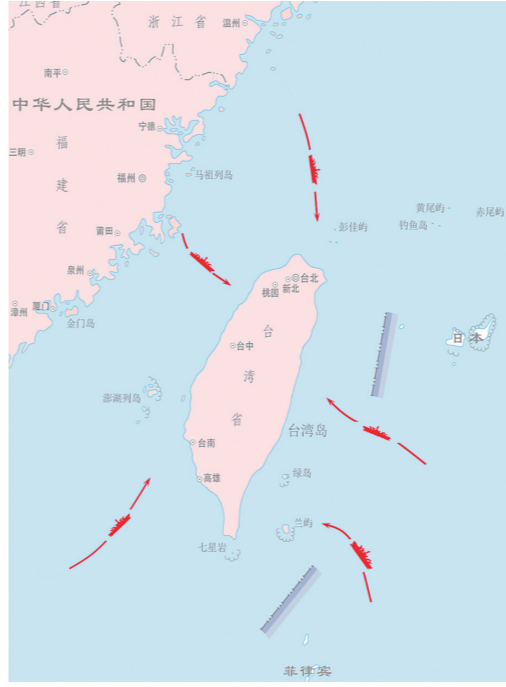 江西省
浙江省
温州
南平
中华人民共和国
宁德
三明
福建省
福州
马祖列岛
黄尾屿
赤尾屿
钓鱼岛
彭佳屿
莆田
泉州
台北
新北
桃园
漳州
厦门
金门岛
台湾省
日本
台中
澎湖列岛
台湾岛
台南
绿岛
高雄
兰屿
七星岩
菲律宾